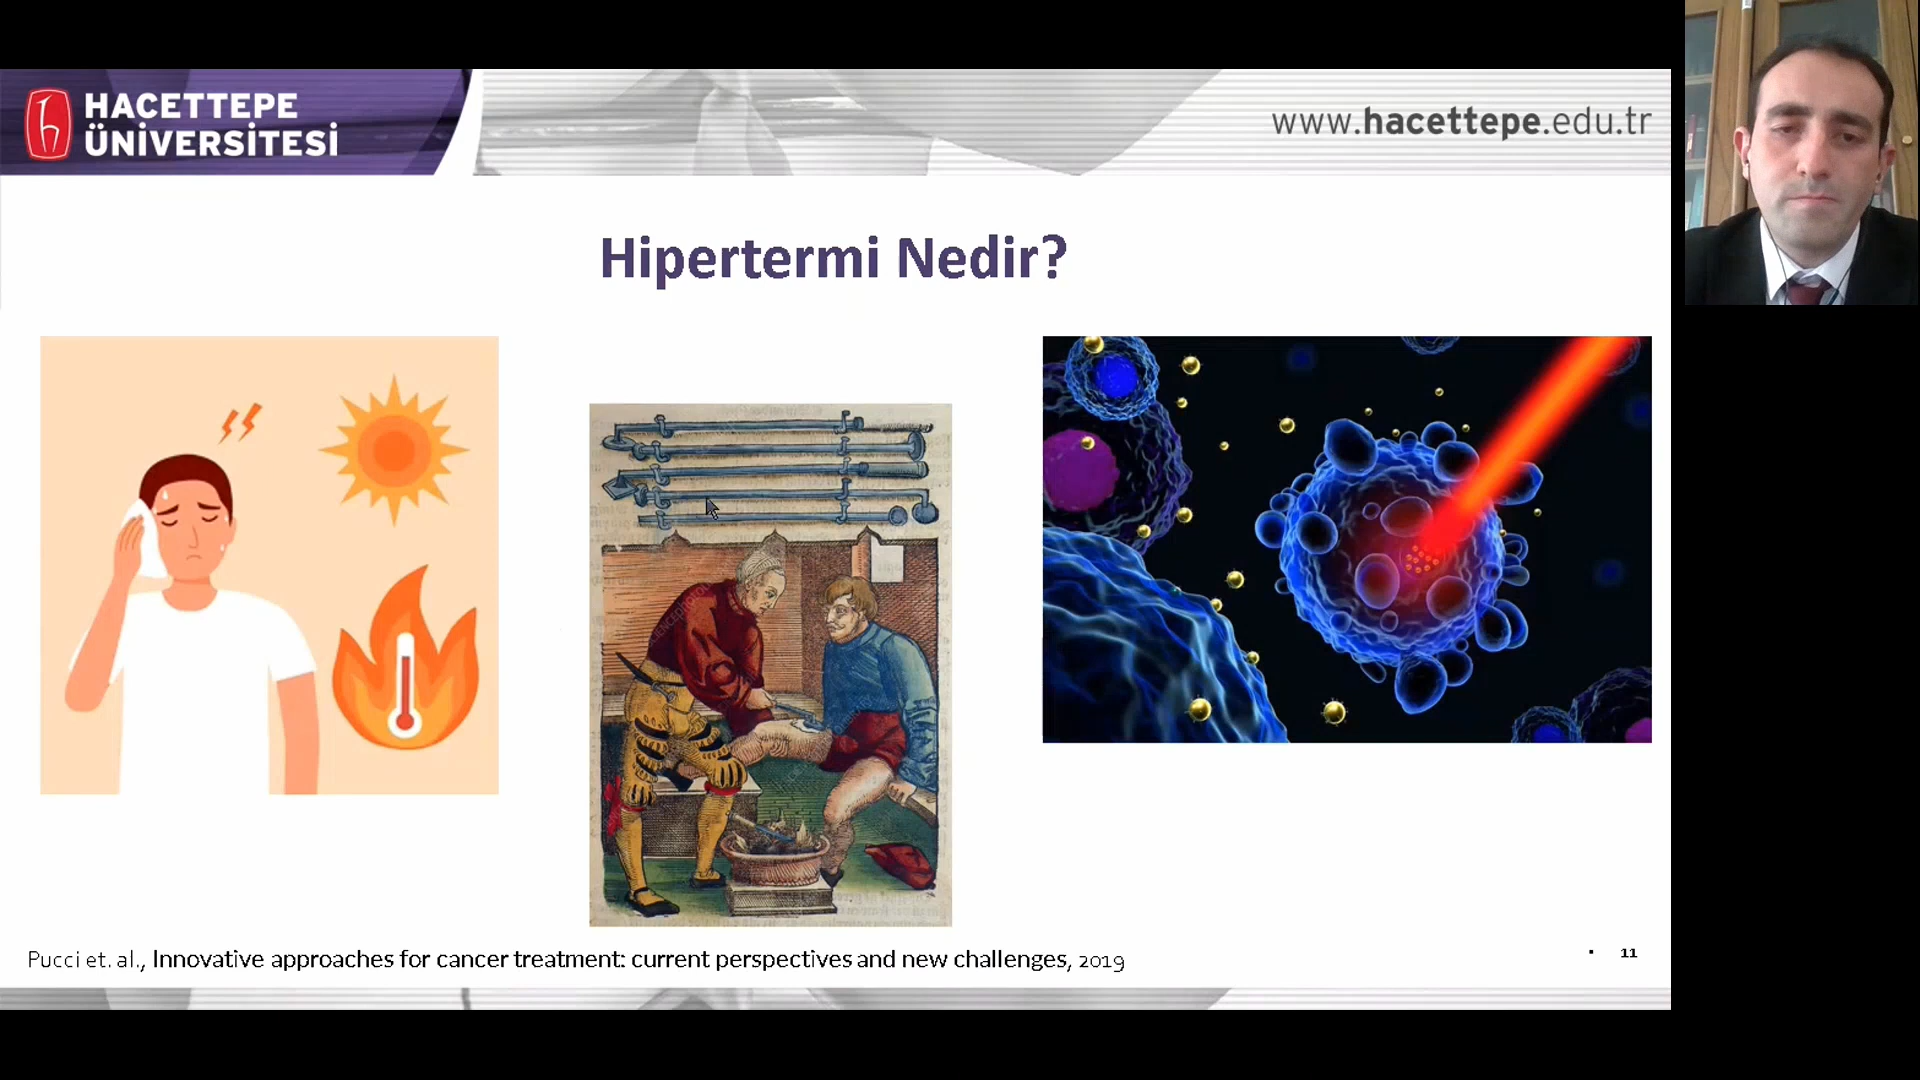 HACETTEPE
ÜNİVERSİTESİ
www.hacettepe.edu.tr
Hipertermi Nedir?
Pucci et. al., Innovative approaches for cancer treatment: current perspectives and new challenges, 2019
• 11